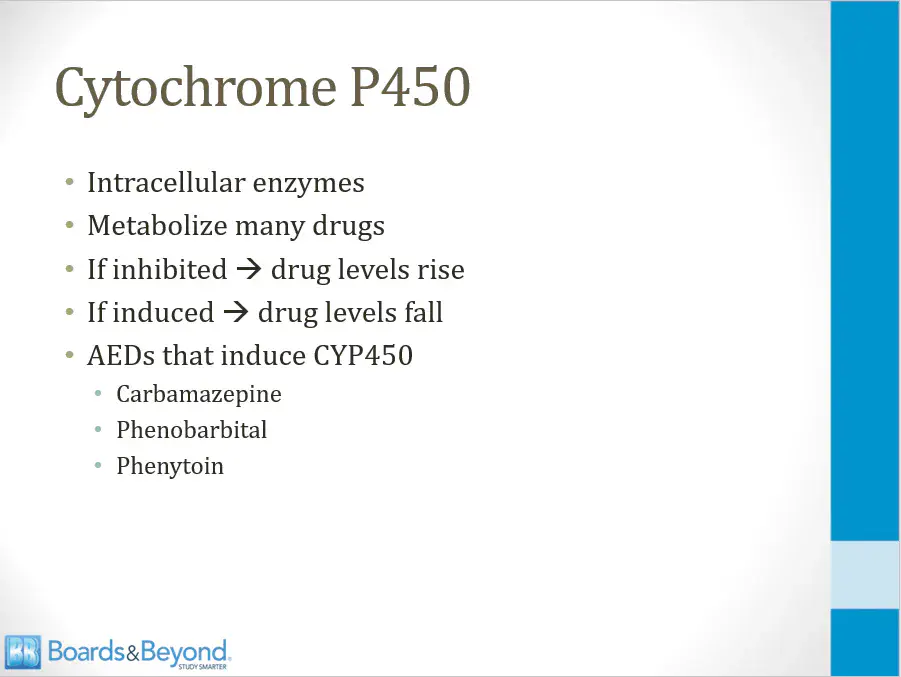 Cytochrome P450
• Intracellular enzymes
• Metabolize many drugs
• If inhibited → drug levels rise
• If induced → drug levels fall
• AEDs that induce CYP450
• Carbamazepine
• Phenobarbital
• Phenytoin
BB Boards&Beyond.
STUDY SMARTER